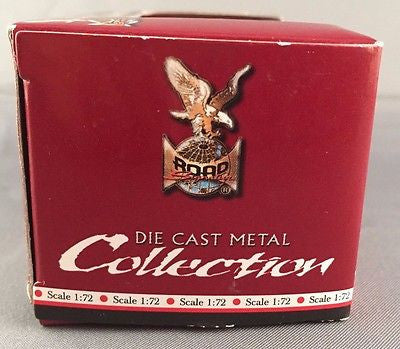 ROAD
®
DIE CAST METAL
Collection
Scale 1:72 • Scale 1:72 • Scale 1:72 • Scale 1:72 • Scale 1:72